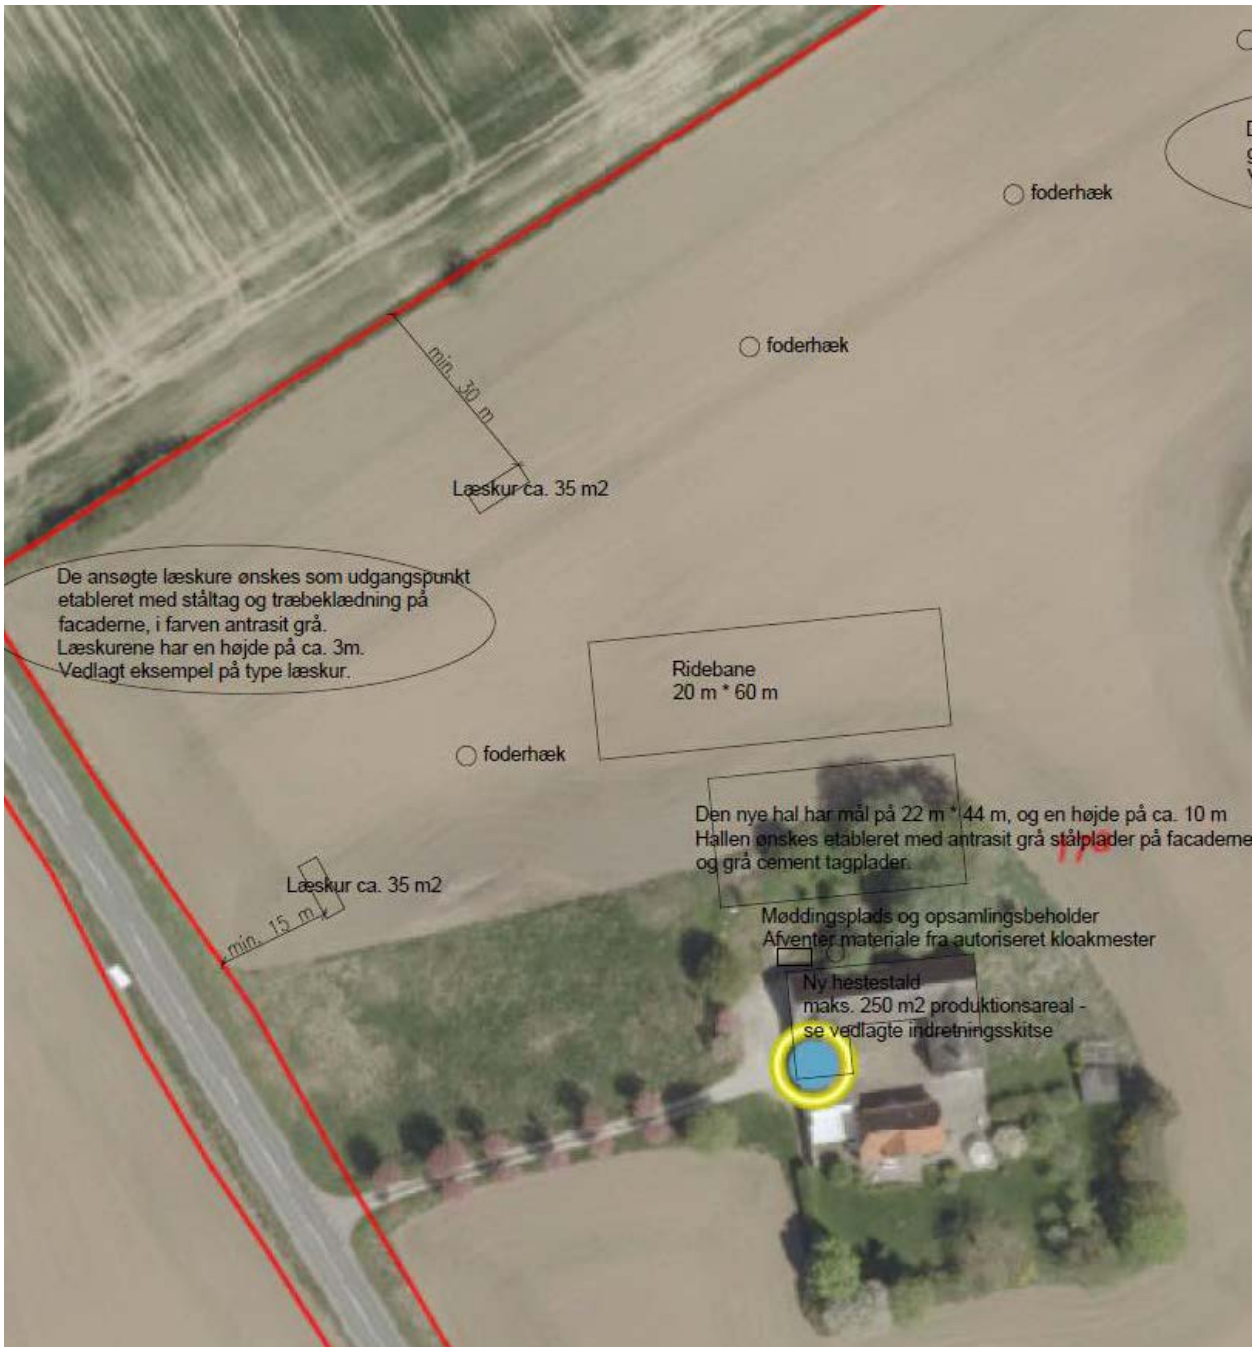 D
foderhæk
foderhæk
min. 30 m
Læskur ca. 35 m2
De ansøgte læskure ønskes som udgangspunkt
etableret med ståltag og træbeklædning på
facaderne, i farven antrasit grå.
Læskurene har en højde på ca. 3m.
Vedlagt eksempel på type læskur.
Ridebane
20 m * 60 m
foderhæk
Den nye hal har mål på 22 m * 44 m, og en højde på ca. 10 m
Hallen ønskes etableret med antrasit grå stålplader på facaderne
og grå cement tagplader.
Læskur ca. 35 m2
min. 15 m
Møddingsplads og opsamlingsbeholder
Afventer materiale fra autoriseret kloakmester
Ny hestestald
maks. 250 m2 produktionsareal -
se vedlagte indretningsskitse